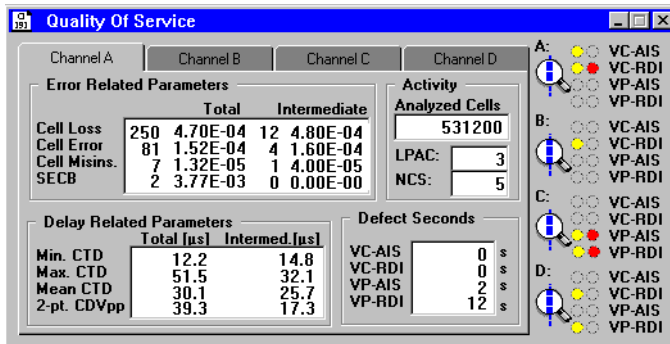 Quality Of Service
Channel A Channel B Channel C Channel D
Error Related Parameters
Total Intermediate
Cell Loss 250 4.70E-04 12 4.80E-04
Cell Error 81 1.52E-04 4 1.60E-04
Cell Misins. 7 1.32E-05 1 4.00E-05
SECB 2 3.77E-03 0 0.00E-00
Activity
Analyzed Cells
531200
LPAC: 3
NCS: 5
Delay Related Parameters
Total [µs] Intermed.[µs]
Min. CTD 12.2 14.8
Max. CTD 51.5 32.1
Mean CTD 30.1 25.7
2-pt. CDVpp 39.3 17.3
Defect Seconds
VC-AIS 0 s
VC-RDI 0 s
VP-AIS 2 s
VP-RDI 12 s
A:
VC-AIS
VC-RDI
VP-AIS
VP-RDI
B:
VC-AIS
VC-RDI
VP-AIS
VP-RDI
C:
VC-AIS
VC-RDI
VP-AIS
VP-RDI
D:
VC-AIS
VC-RDI
VP-AIS
VP-RDI